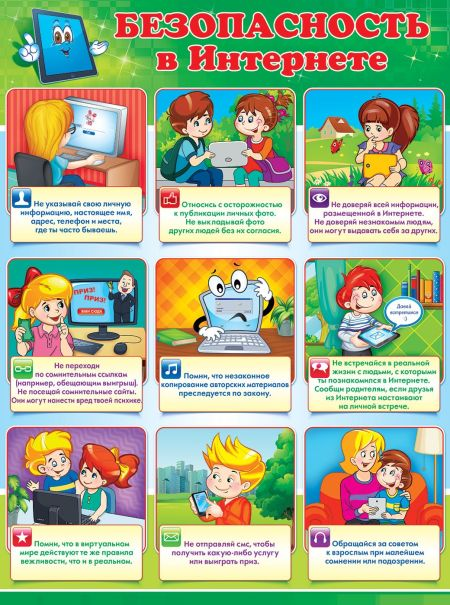 БЕЗОПАСНОСТЬ
в Интернете
Не указывай свою личную
информацию, настоящее имя,
адрес, телефон и места,
где ты часто бываешь.
Относись с осторожностью
к публикации личных фото.
Не выкладывай фото
других людей без их согласия.
Не доверяй всей информации,
размещенной в Интернете.
Не доверяй незнакомым людям,
они могут выдавать себя за других.
ПРИЗ!
ПРИЗ!
ЖМИ СЮДА
Не переходи
по сомнительным ссылкам
(например, обещающим выигрыш).
Не посещай сомнительные сайты.
Они могут нанести вред твоей психике.
Помни, что незаконное
копирование авторских материалов
преследуется по закону.
Давай
встретимся
:)
Не встречайся в реальной
жизни с людьми, с которыми
ты познакомился в Интернете.
Сообщи родителям, если друзья
из Интернета настаивают
на личной встрече.
Помни, что в виртуальном
мире действуют те же правила
вежливости, что и в реальном.
Не отправляй смс, чтобы
получить какую-либо услугу
или выиграть приз.
Обращайся за советом
к взрослым при малейшем
сомнении или подозрении.